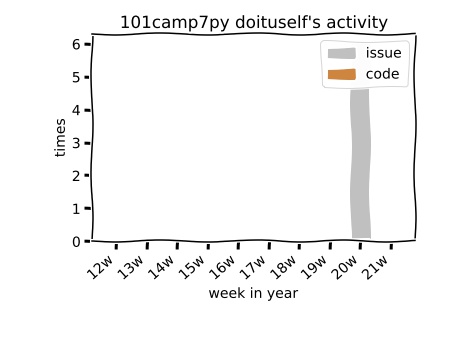 101camp7py doituself's activity
issue
code
times
6
5
4
3
2
1
0
12w 13w 14w 15w 16w 17w 18w 19w 20w 21w
week in year